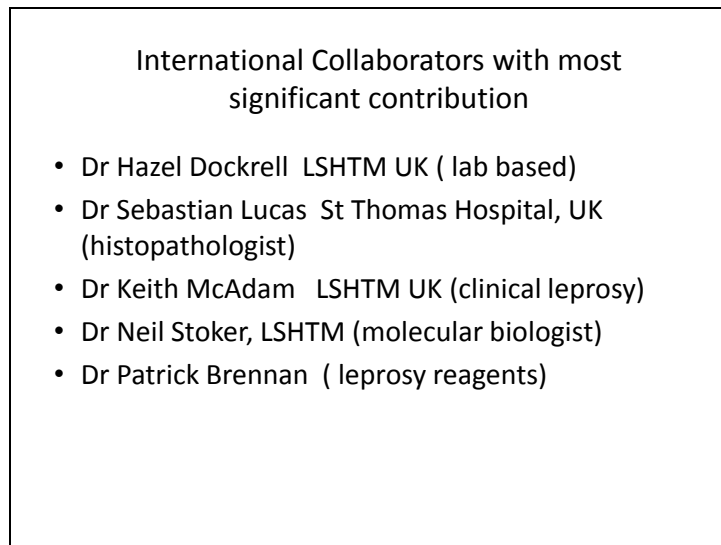 International Collaborators with most
significant contribution
• Dr Hazel Dockrell  LSHTM UK ( lab based)
• Dr Sebastian Lucas  St Thomas Hospital, UK
(histopathologist)
• Dr Keith McAdam   LSHTM UK (clinical leprosy)
• Dr Neil Stoker, LSHTM (molecular biologist)
• Dr Patrick Brennan  ( leprosy reagents)